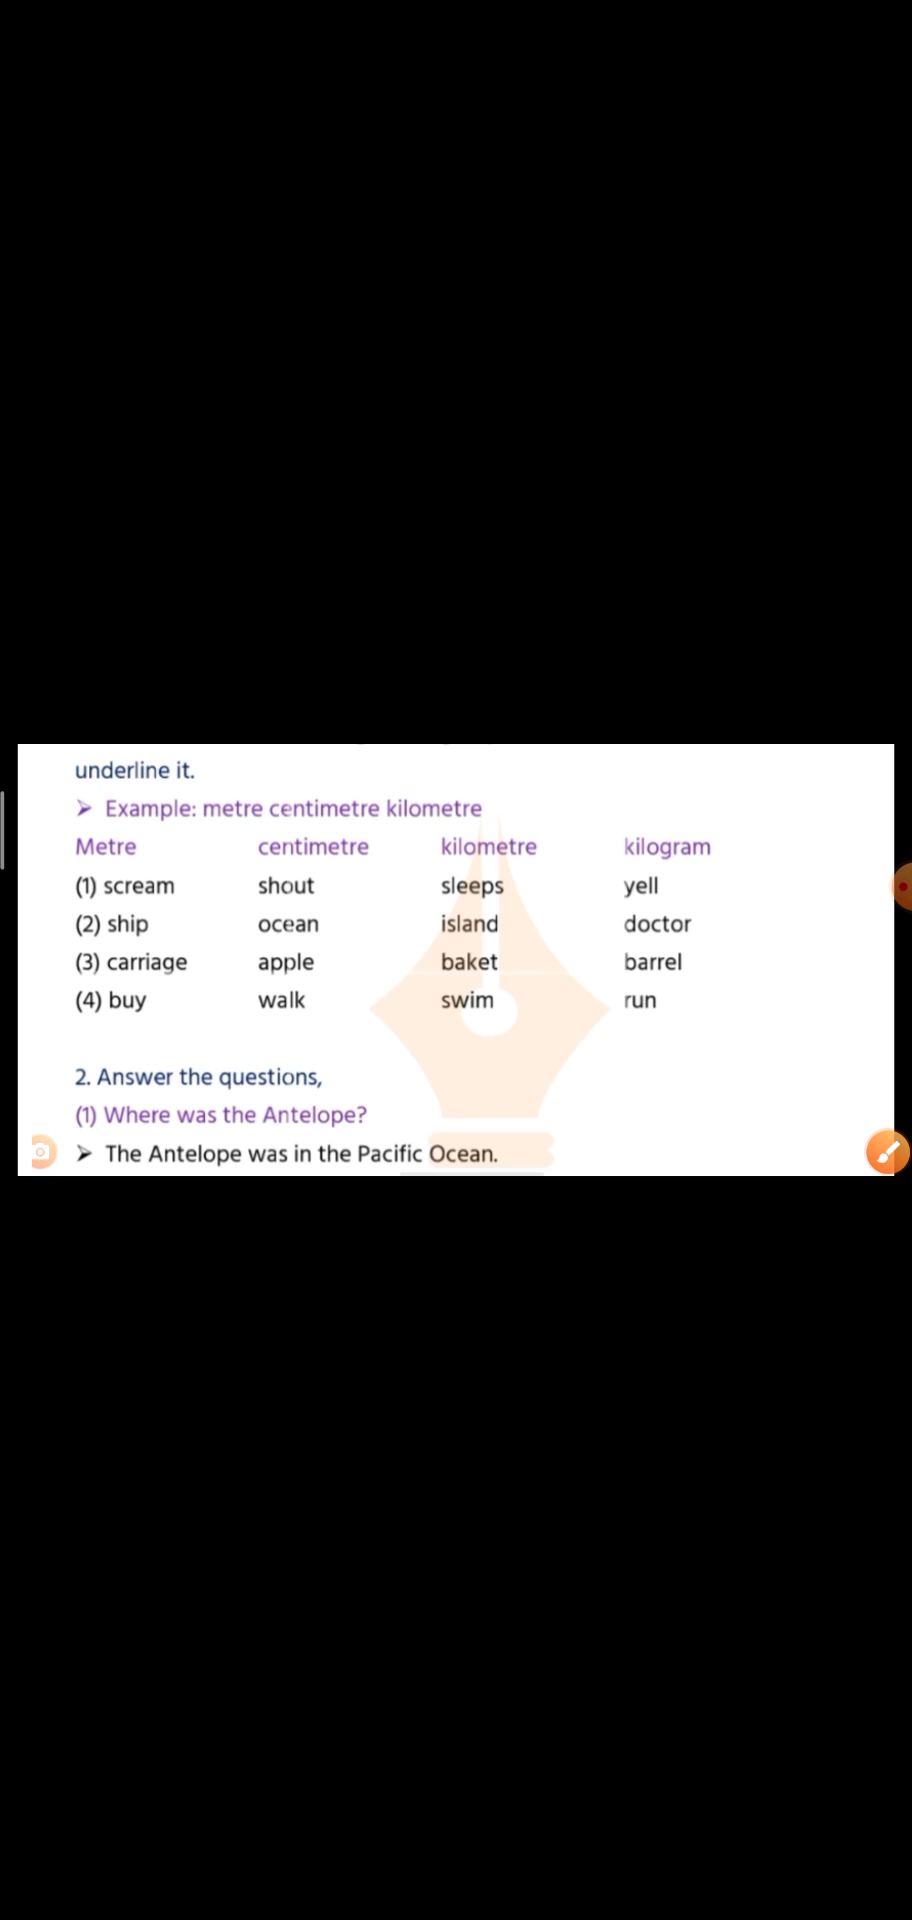 underline it.
➢ Example: metre centimetre kilometre
Metre centimetre kilometre kilogram
(1) scream shout sleeps yell
(2) ship ocean island doctor
(3) carriage apple baket barrel
(4) buy walk swim run
2. Answer the questions,
(1) Where was the Antelope?
➢ The Antelope was in the Pacific Ocean.